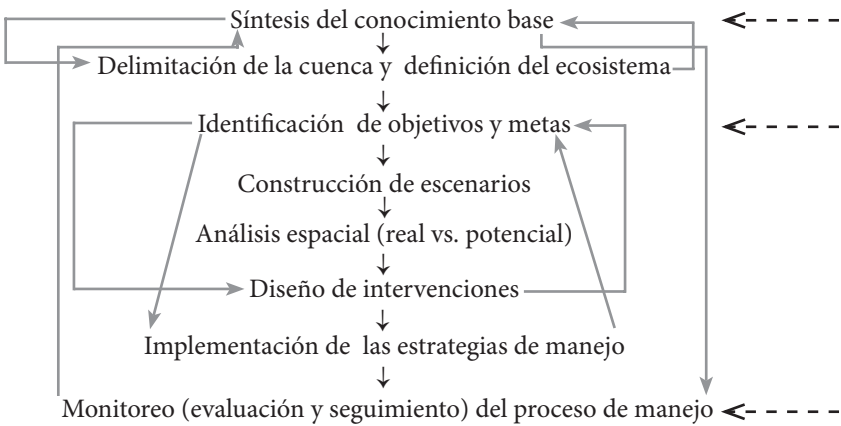 Síntesis del conocimiento base
Delimitación de la cuenca y definición del ecosistema
Identificación de objetivos y metas
Construcción de escenarios
Análisis espacial (real vs. potencial)
Diseño de intervenciones
Implementación de las estrategias de manejo
Monitoreo (evaluación y seguimiento) del proceso de manejo